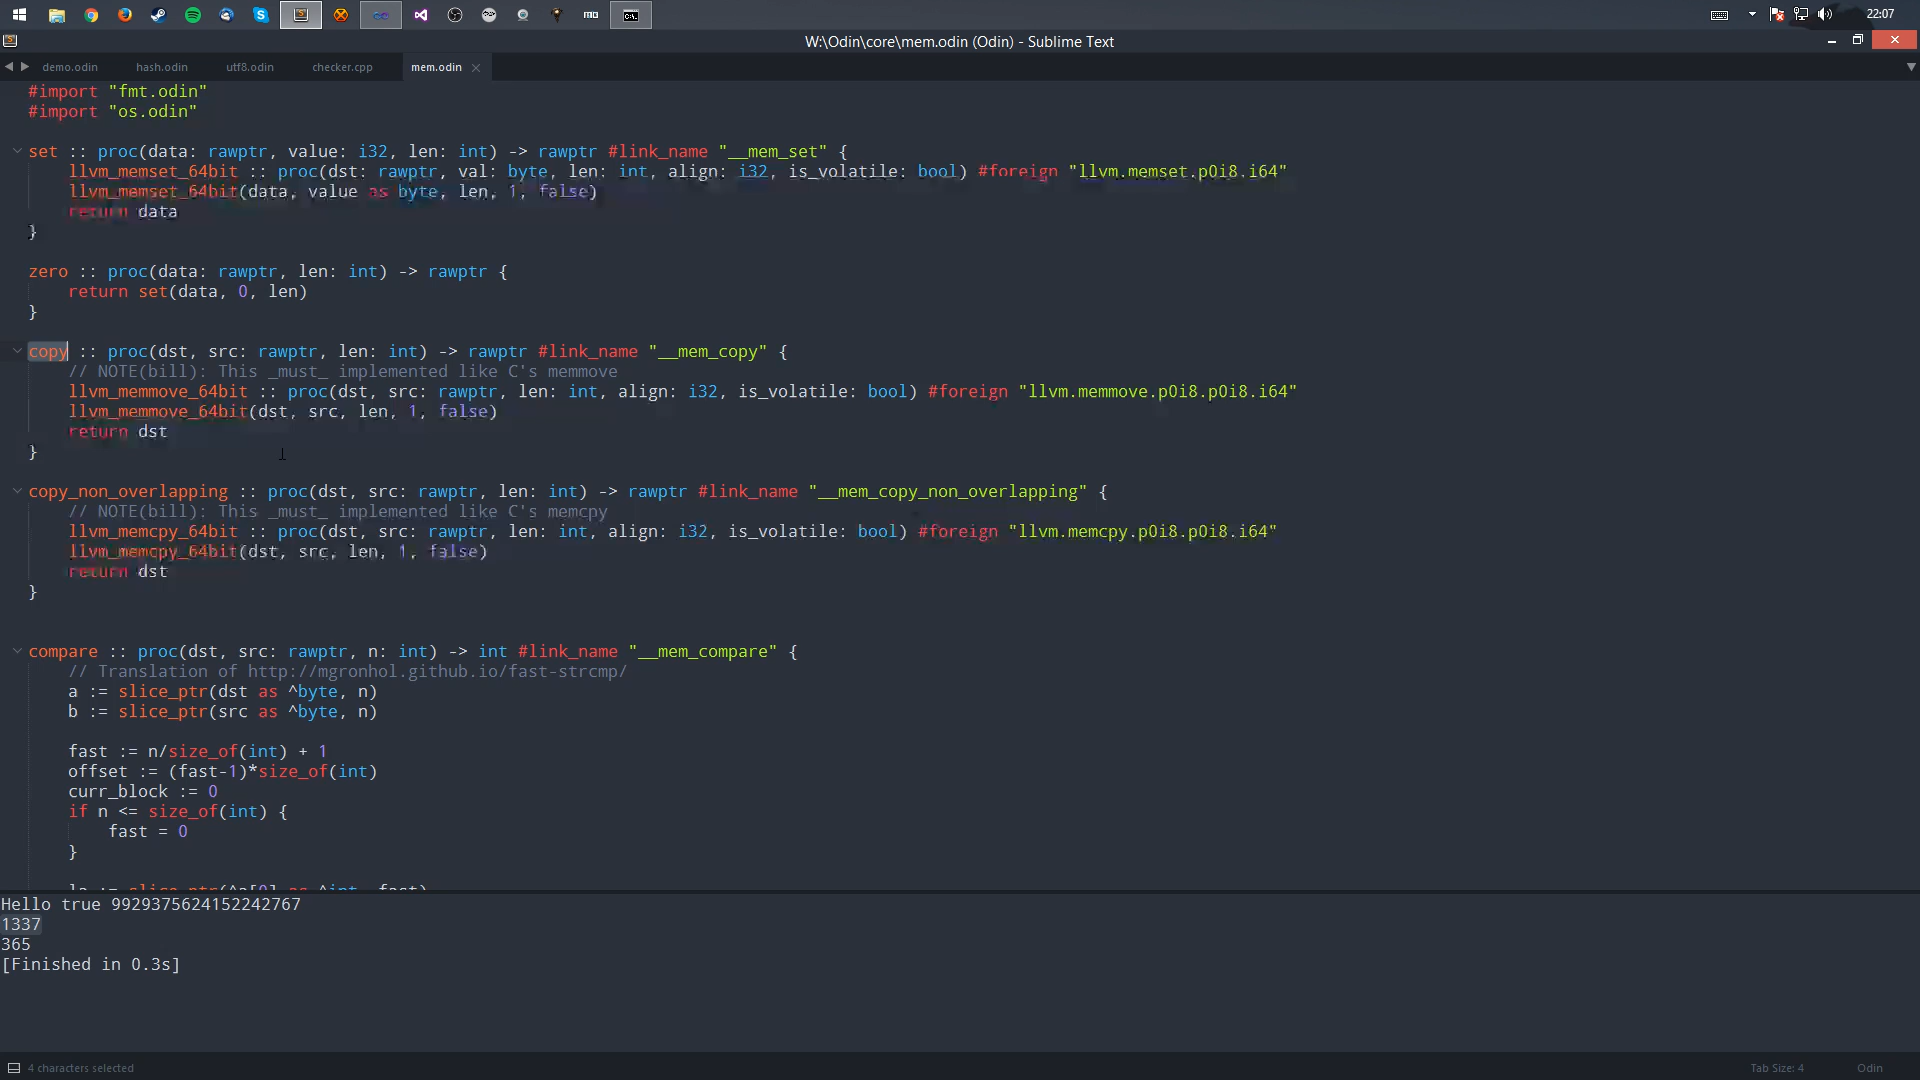 22:07
W:\Odin\core\mem.odin (Odin) - Sublime Text
demo.odin hash.odin utf8.odin checker.cpp mem.odin
#import "fmt.odin"
#import "os.odin"
set :: proc(data: rawptr, value: i32, len: int) -> rawptr #link_name "__mem_set" {
llvm_memset_64bit :: proc(dst: rawptr, val: byte, len: int, align: i32, is_volatile: bool) #foreign "llvm.memset.p0i8.i64"
llvm_memset_64bit(data, value as byte, len, 1, false)
return data
}
zero :: proc(data: rawptr, len: int) -> rawptr {
return set(data, 0, len)
}
copy :: proc(dst, src: rawptr, len: int) -> rawptr #link_name "__mem_copy" {
// NOTE(bill): This _must_ implemented like C's memmove
llvm_memmove_64bit :: proc(dst, src: rawptr, len: int, align: i32, is_volatile: bool) #foreign "llvm.memmove.p0i8.p0i8.i64"
llvm_memmove_64bit(dst, src, len, 1, false)
return dst
}
copy_non_overlapping :: proc(dst, src: rawptr, len: int) -> rawptr #link_name "__mem_copy_non_overlapping" {
// NOTE(bill): This _must_ implemented like C's memcpy
llvm_memcpy_64bit :: proc(dst, src: rawptr, len: int, align: i32, is_volatile: bool) #foreign "llvm.memcpy.p0i8.p0i8.i64"
llvm_memcpy_64bit(dst, src, len, 1, false)
return dst
}
compare :: proc(dst, src: rawptr, n: int) -> int #link_name "__mem_compare" {
// Translation of http://mgronhol.github.io/fast-strcmp/
a := slice_ptr(dst as ^byte, n)
b := slice_ptr(src as ^byte, n)
fast := n/size_of(int) + 1
offset := (fast-1)*size_of(int)
curr_block := 0
if n <= size_of(int) {
fast = 0
}
la := slice_ptr(^a[0] as ^int, fast)
Hello true 9929375624152242767
1337
365
[Finished in 0.3s]
4 characters selected Tab Size: 4 Odin